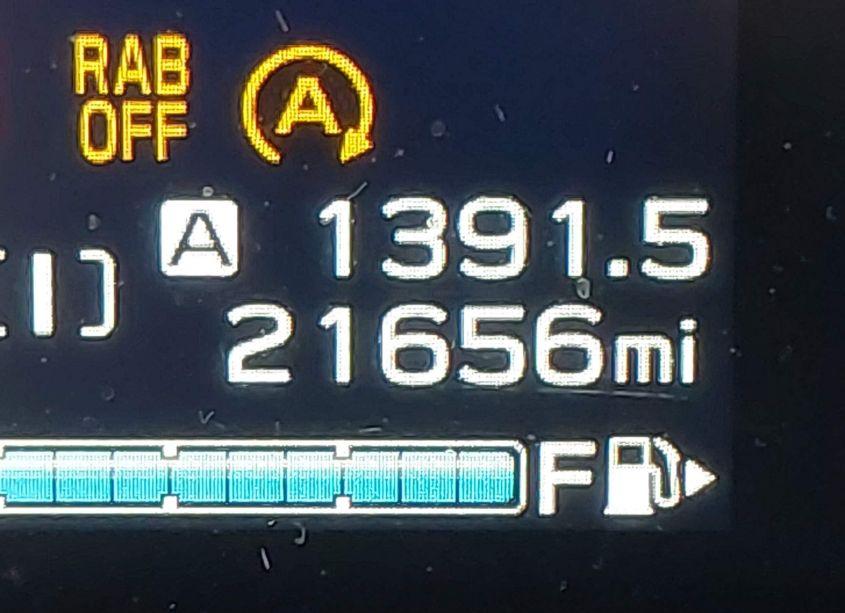 RAB
OFF
A
A 1391.5
[I]
21656mi
F